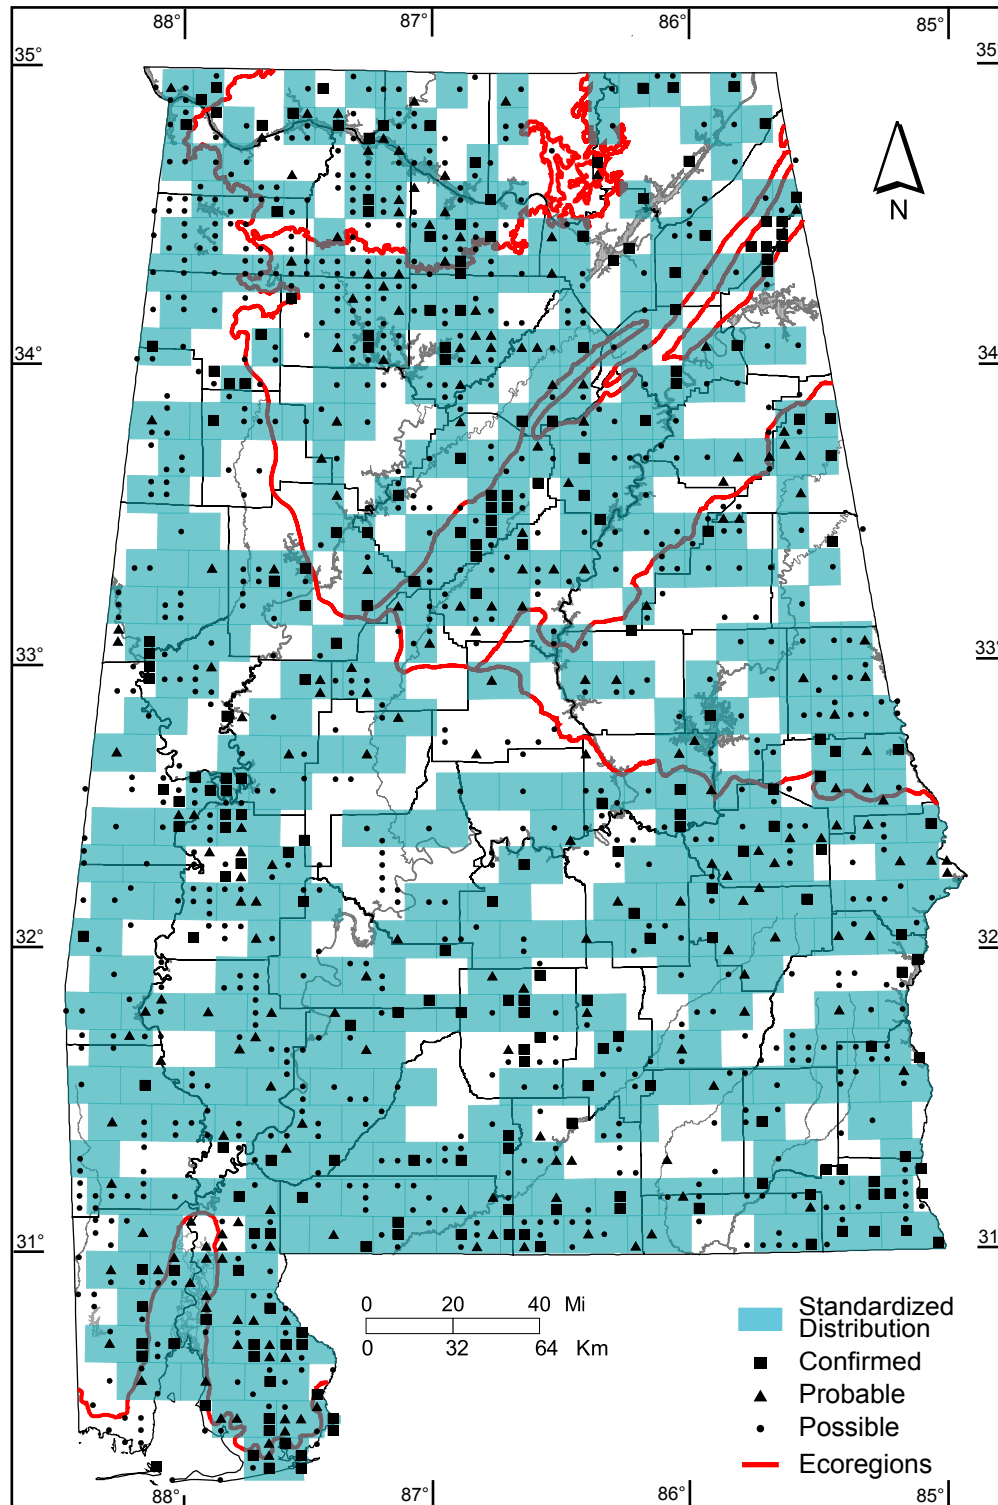 88° 87° 86° 85°
35° 35°
N
34° 34
33° 33°
32° 32
31° 31
0 20 40 Mi
0 32 64 Km
Standardized
Distribution
Confirmed
Probable
Possible
Ecoregions
88° 87° 86° 85°